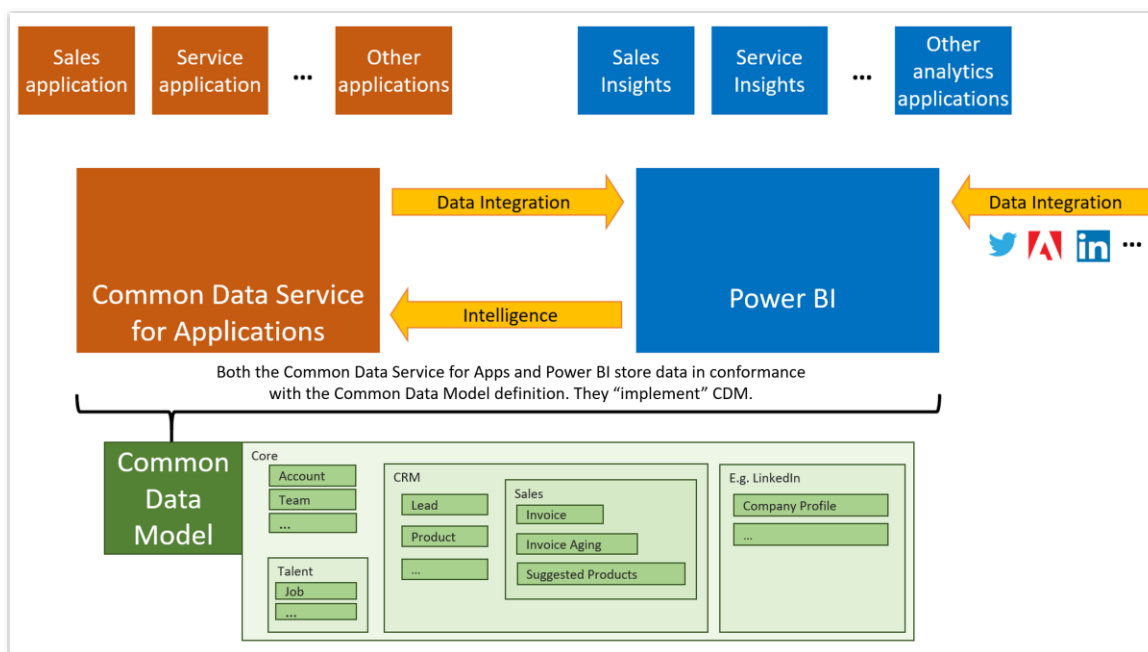 Sales
application
Service
application
...
Other
applications
Sales
Insights
Service
Insights
...
Other
analytics
applications
Common Data Service
for Applications
Data Integration
Intelligence
Power BI
Data Integration
in
...
Both the Common Data Service for Apps and Power BI store data in conformance
with the Common Data Model definition. They “implement” CDM.
Common
Data
Model
Core
Account
Team
...
Talent
Job
...
CRM
Lead
Product
...
Sales
Invoice
Invoice Aging
Suggested Products
E.g. LinkedIn
Company Profile
...